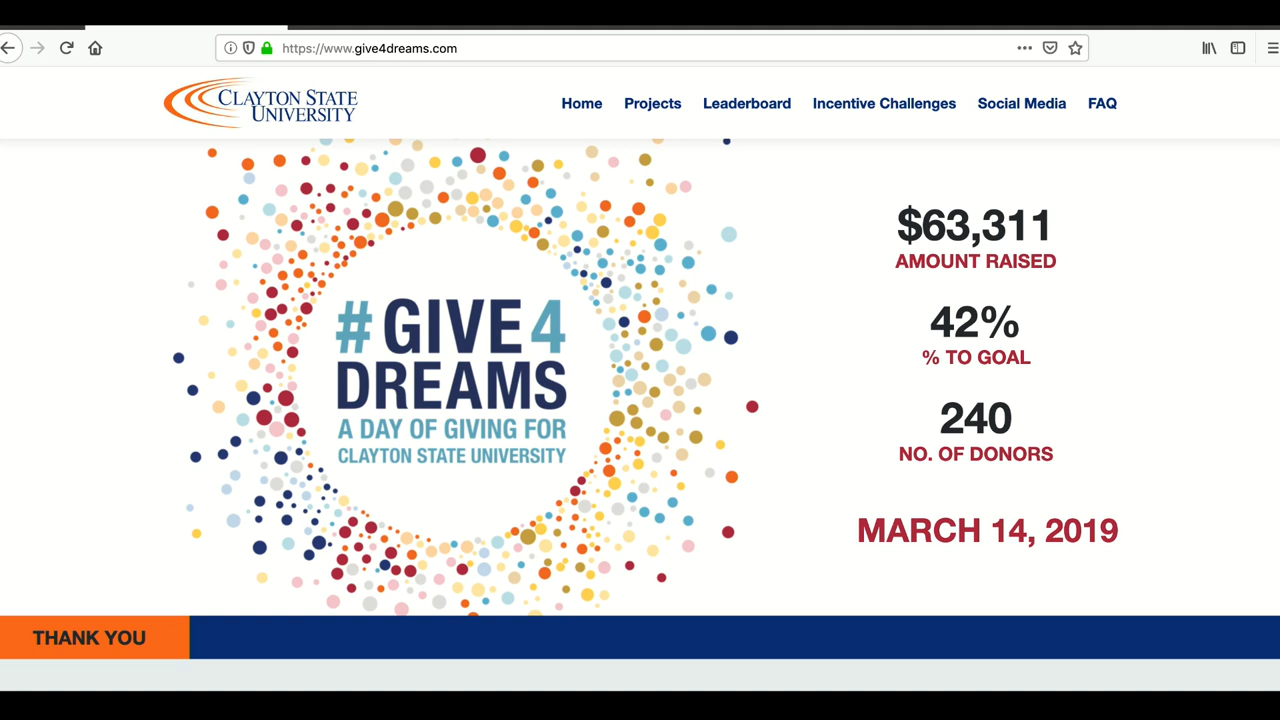 https://www.give4dreams.com
CLAYTON STATE
UNIVERSITY
Home Projects Leaderboard Incentive Challenges Social Media FAQ
#GIVE4
DREAMS
A DAY OF GIVING FOR
CLAYTON STATE UNIVERSITY
$63,311
AMOUNT RAISED
42%
% TO GOAL
240
NO. OF DONORS
MARCH 14, 2019
THANK YOU